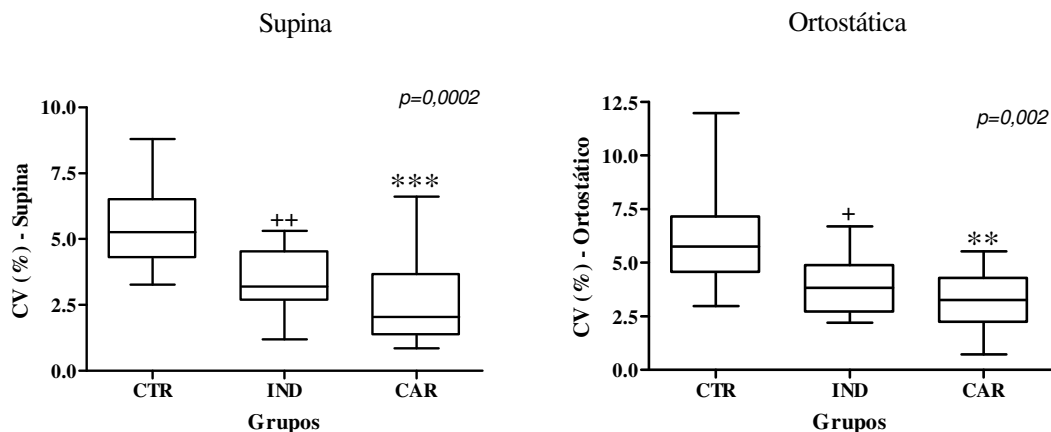 Supina
p=0,0002
CV (%) - Supina
10.0
7.5
5.0
2.5
0.0
++
***
CTR IND CAR
Grupos
Ortostática
p=0,002
CV (%) - Ortostático
12.5
10.0
7.5
5.0
2.5
0.0
+
**
CTR IND CAR
Grupos